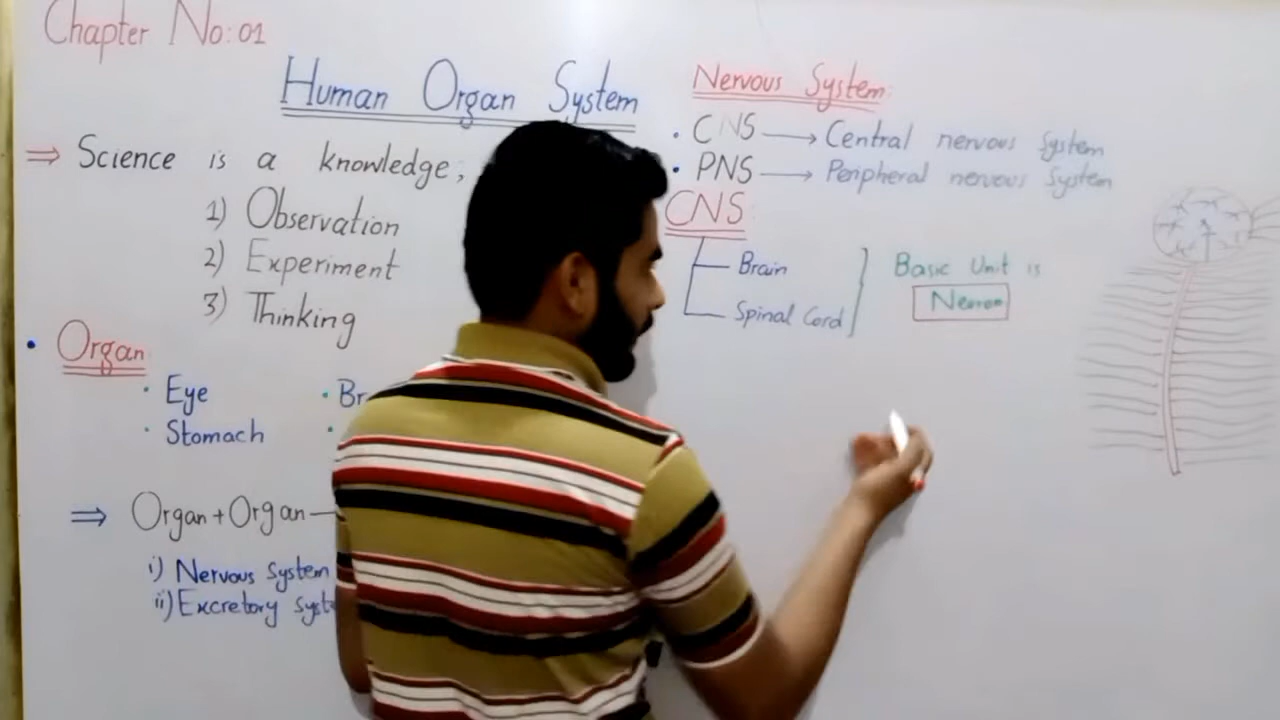 Chapter No:01
Human Organ System
⇒ Science is a knowledge,
1) Observation
2) Experiment
3) Thinking
• Organ
· Eye
· Stomach
⇒ Organ + Organ
i) Nervous System
ii) Excretory
Nervous System
• CNS → Central nervous System
• PNS → Peripheral nervous System
CNS
Brain
Spinal Cord
Basic Unit is
Neuron